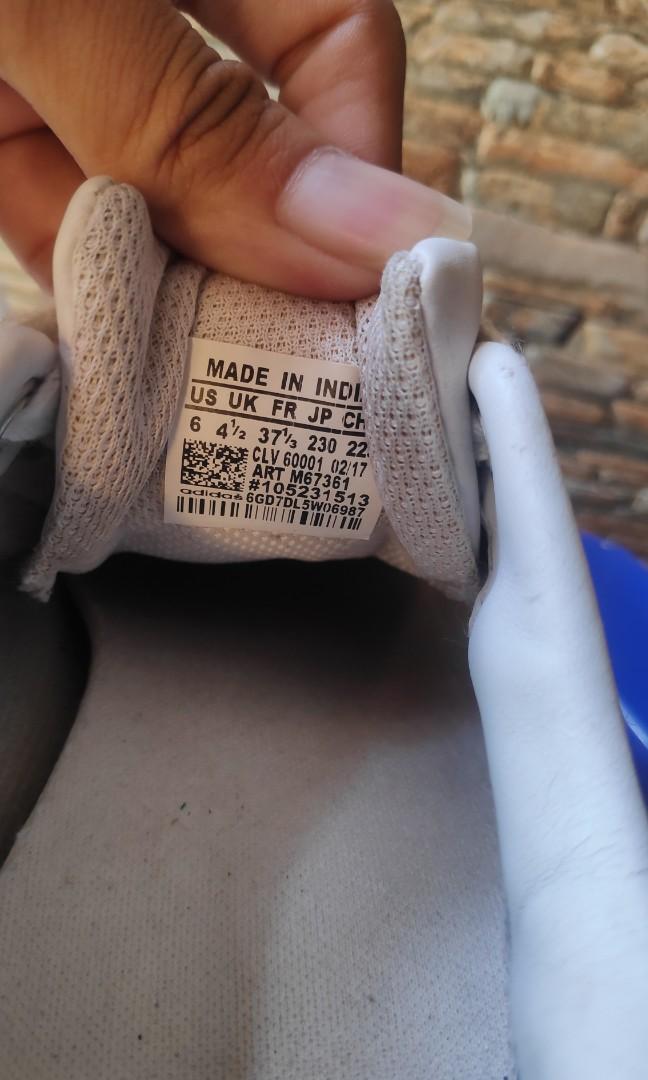 MADE IN INDI
US UK FR JP CH
6 4½ 37⅓ 230 22
CLV 60001 02/17
ART M67361
#105231513
adidas 6GD7DL5W06987